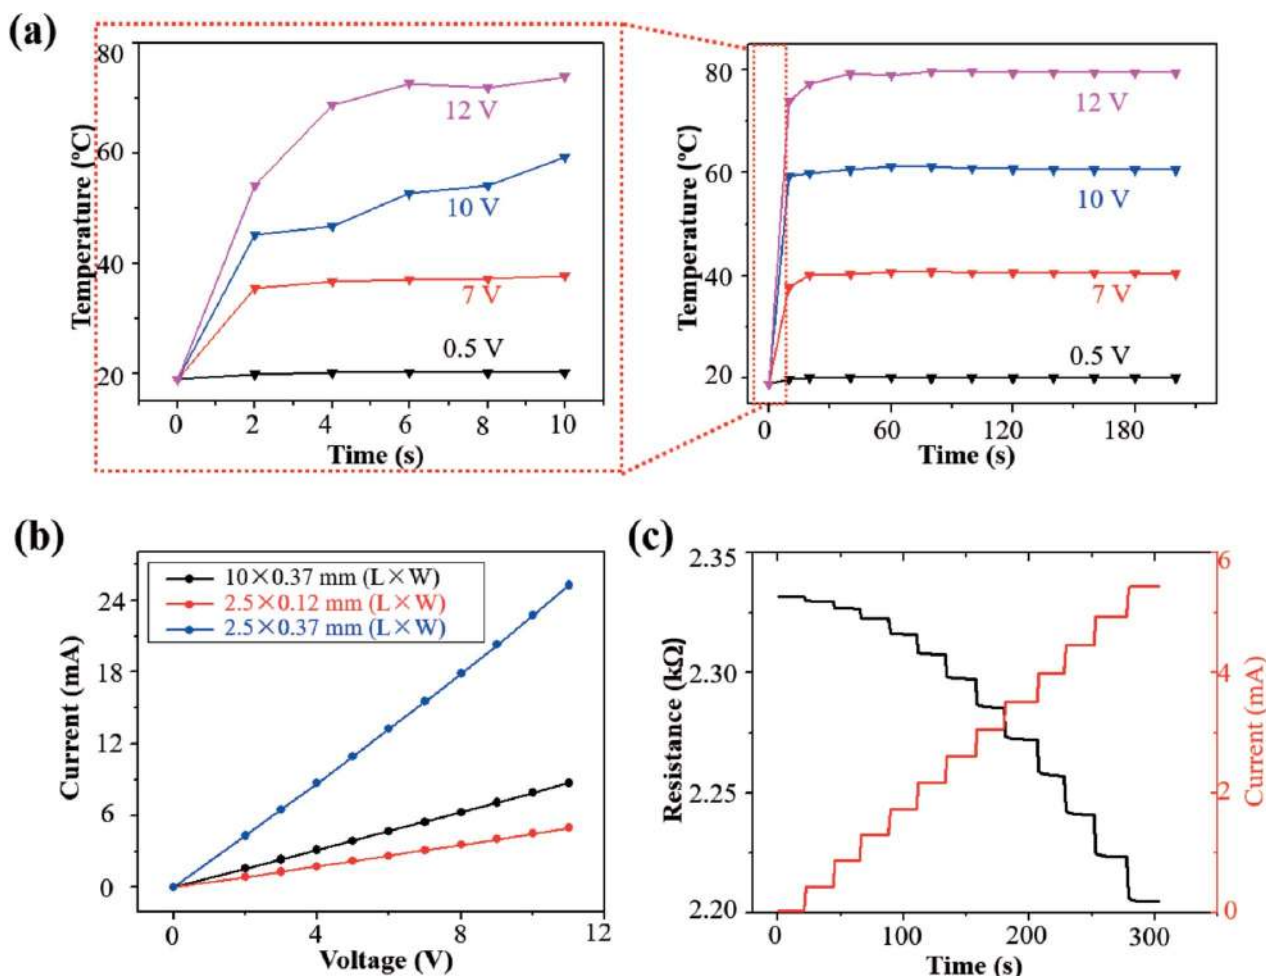 (a)
80
60
40
20
Temperature (ºC)
12 V
10 V
7 V
0.5 V
0 2 4 6 8 10
Time (s)
80
60
40
20
Temperature (ºC)
12 V
10 V
7 V
0.5 V
0 60 120 180
Time (s)
(b)
24
18
12
6
0
Current (mA)
10×0.37 mm (L×W)
2.5×0.12 mm (L×W)
2.5×0.37 mm (L×W)
0 4 8 12
Voltage (V)
(c)
2.35
2.30
2.25
2.20
Resistance (kΩ)
6
4
2
0
Current (mA)
0 100 200 300
Time (s)